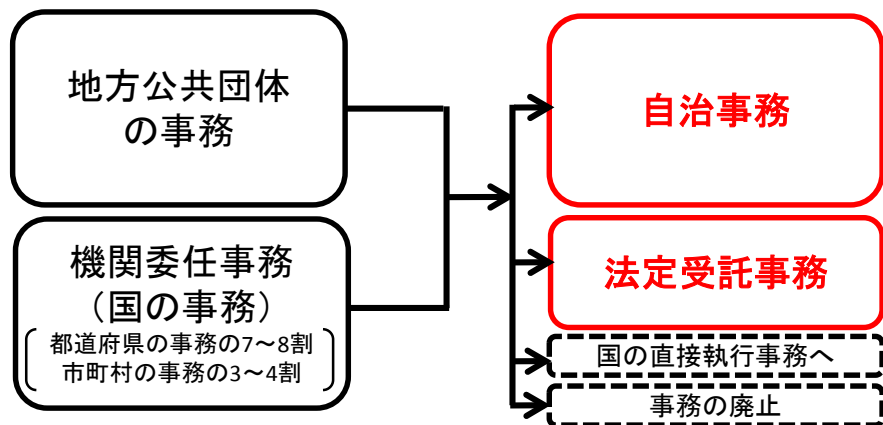 地方公共団体
の事務
自治事務
機関委任事務
（国の事務）
都道府県の事務の7～8割
市町村の事務の3～4割
法定受託事務
国の直接執行事務へ
事務の廃止